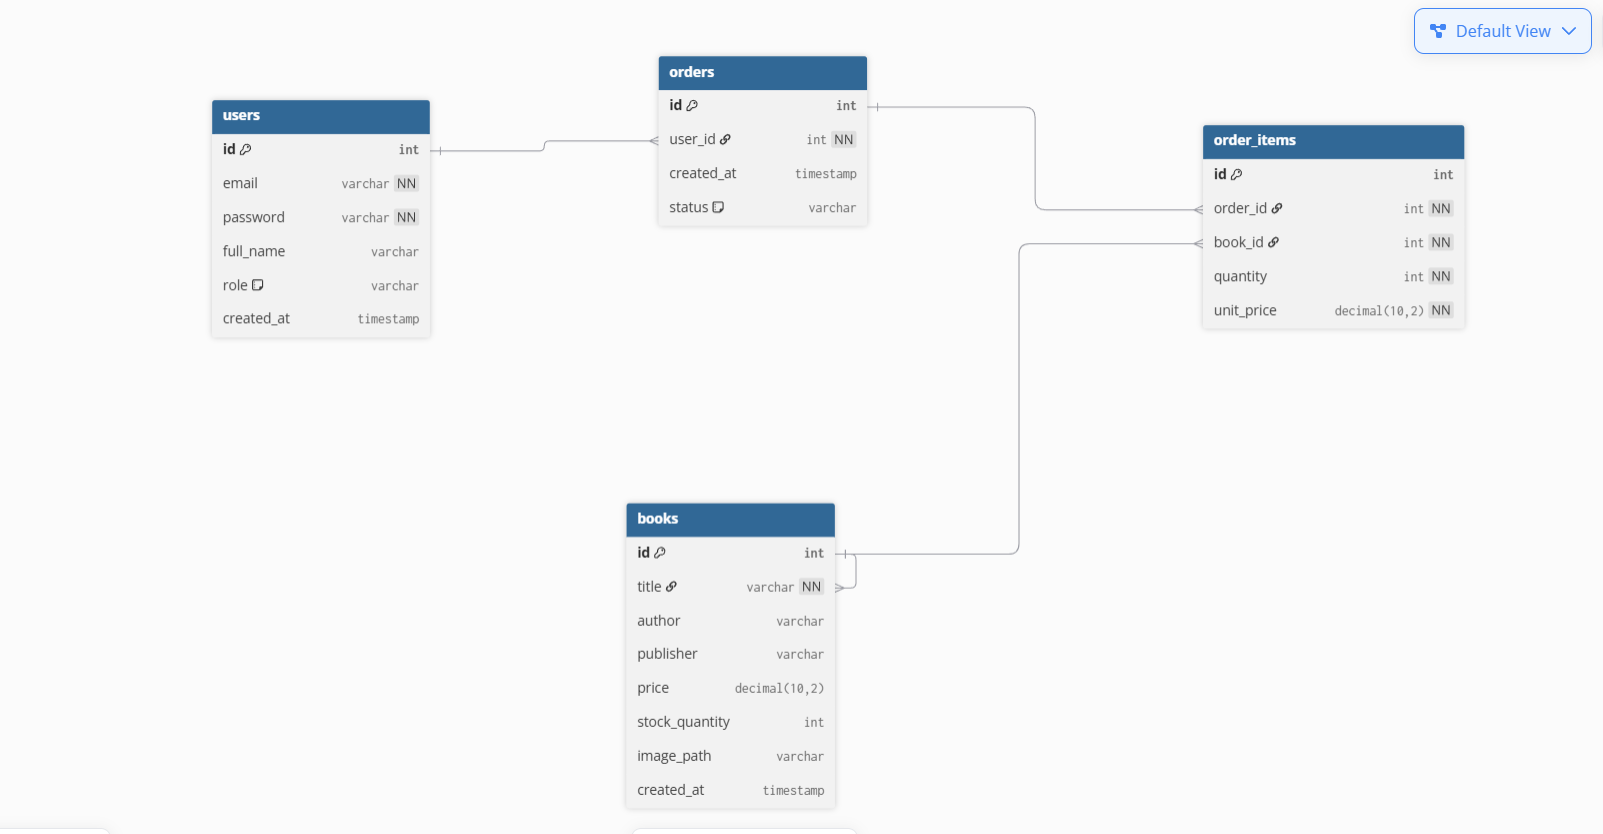 Default View
users
id int
email varchar NN
password varchar NN
full_name varchar
role varchar
created_at timestamp
orders
id int
user_id int NN
created_at timestamp
status varchar
order_items
id int
order_id int NN
book_id int NN
quantity int NN
unit_price decimal(10,2) NN
books
id int
title varchar NN
author varchar
publisher varchar
price decimal(10,2)
stock_quantity int
image_path varchar
created_at timestamp